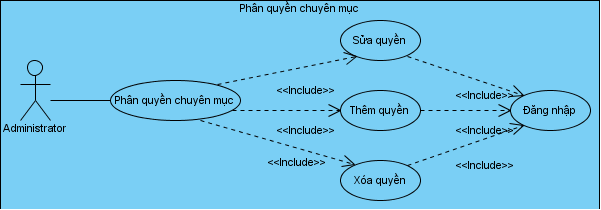 Phân quyền chuyên mục
Sửa quyền
<<Include>>
<<Include>>
Phân quyền chuyên mục
Thêm quyền
Đăng nhập
Administrator
<<Include>>
<<Include>>
<<Include>>
<<Include>>
Xóa quyền